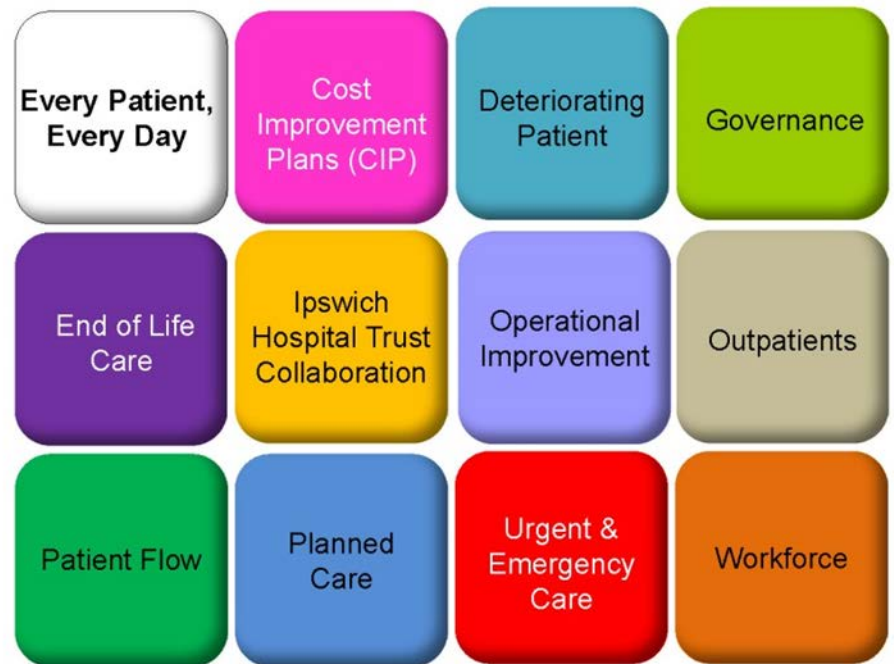 Every Patient,
Every Day
Cost
Improvement
Plans (CIP)
Deteriorating
Patient
Governance
End of Life
Care
Ipswich
Hospital Trust
Collaboration
Operational
Improvement
Outpatients
Patient Flow
Planned
Care
Urgent &
Emergency
Care
Workforce